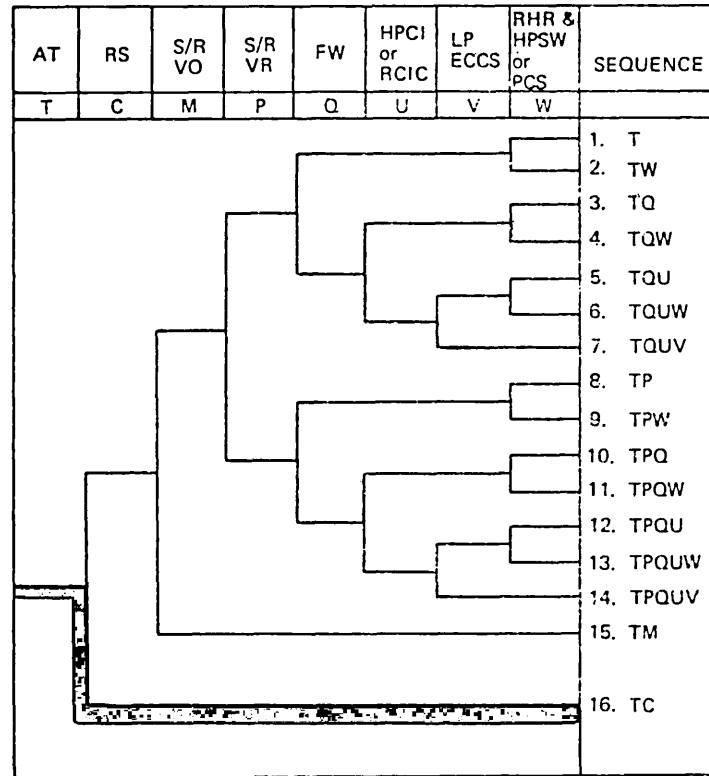 AT RS S/R VO S/R VR FW HPCI or RCIC LP ECCS RHR & HPSW or PCS SEQUENCE
T C M P Q U V W
1. T
2. TW
3. TQ
4. TQW
5. TQU
6. TQUW
7. TQUV
8. TP
9. TPW
10. TPQ
11. TPQW
12. TPQU
13. TPQUW
14. TPQUV
15. TM
16. TC